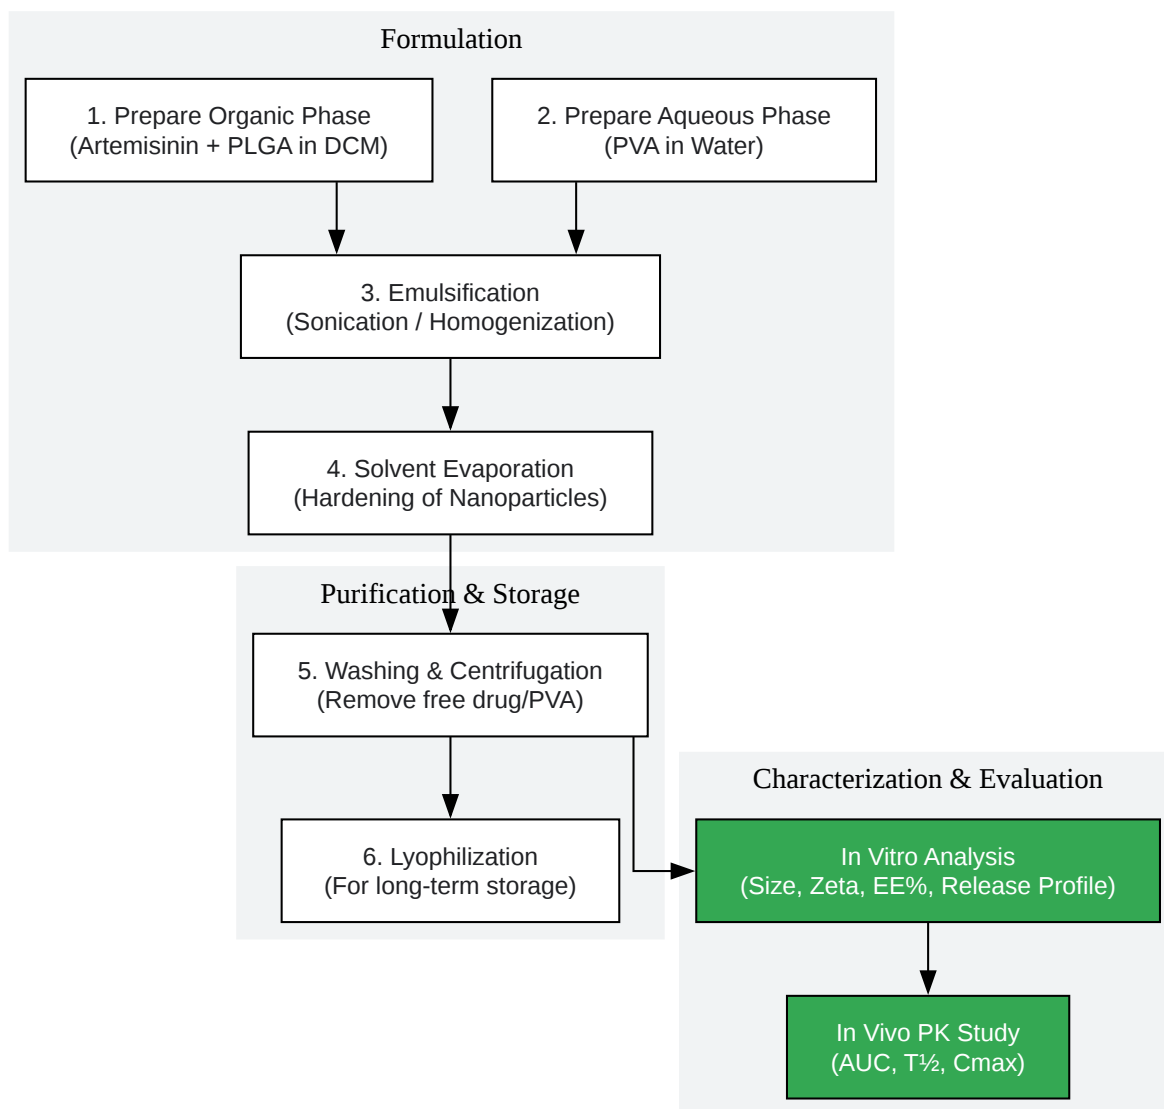 Formulation
1. Prepare Organic Phase
(Artemisinin + PLGA in DCM)
2. Prepare Aqueous Phase
(PVA in Water)
3. Emulsification
(Sonication / Homogenization)
4. Solvent Evaporation
(Hardening of Nanoparticles)
Purification & Storage
5. Washing & Centrifugation
(Remove free drug/PVA)
6. Lyophilization
(For long-term storage)
Characterization & Evaluation
In Vitro Analysis
(Size, Zeta, EE%, Release Profile)
In Vivo PK Study
(AUC, T½, Cmax)